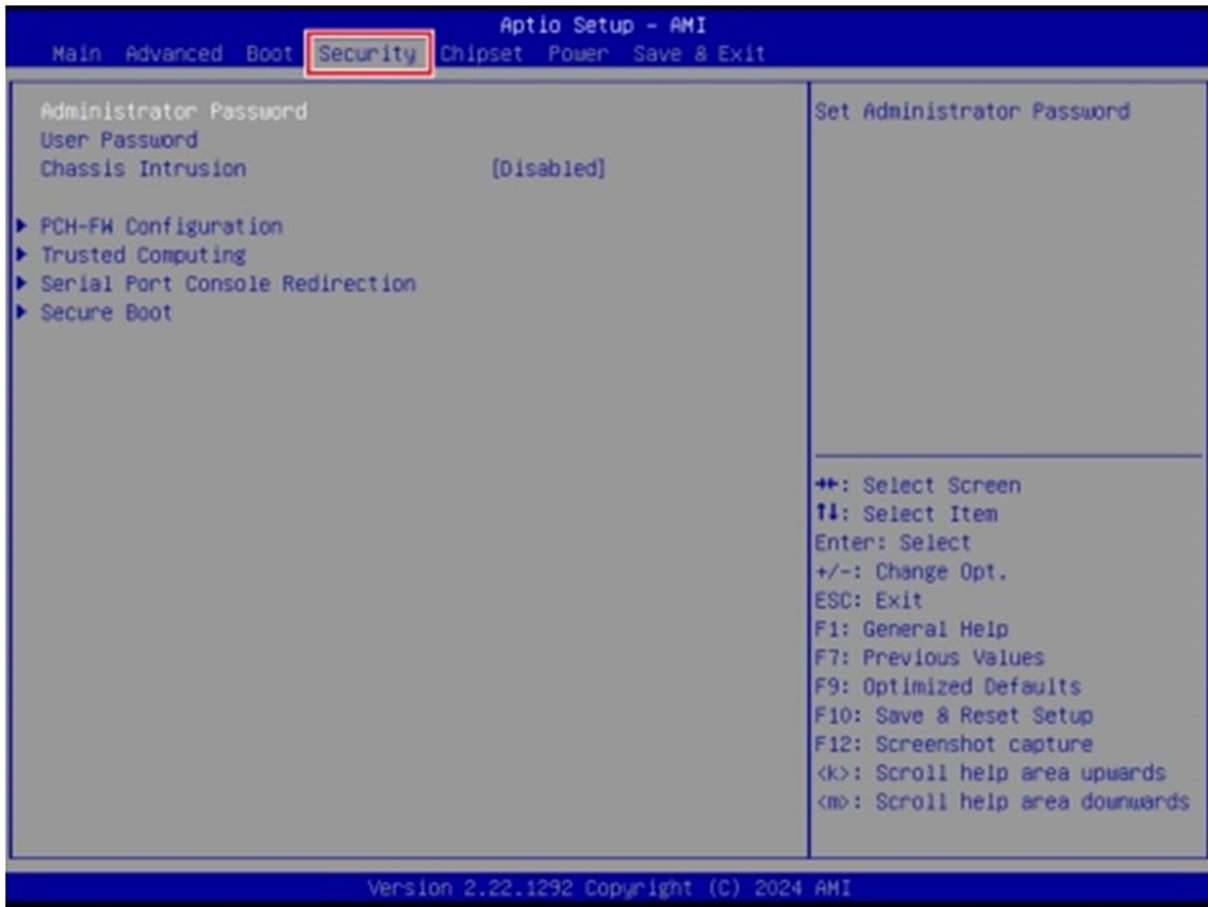 Aptio Setup - AMI
Main Advanced Boot Security Chipset Power Save & Exit
Administrator Password
User Password
Chassis Intrusion [Disabled]
▶ PCH-FW Configuration
▶ Trusted Computing
▶ Serial Port Console Redirection
▶ Secure Boot
Set Administrator Password
→←: Select Screen
↑↓: Select Item
Enter: Select
+/-: Change Opt.
ESC: Exit
F1: General Help
F7: Previous Values
F9: Optimized Defaults
F10: Save & Reset Setup
F12: Screenshot capture
<k>: Scroll help area upwards
<m>: Scroll help area downwards
Version 2.22.1292 Copyright (C) 2024 AMI